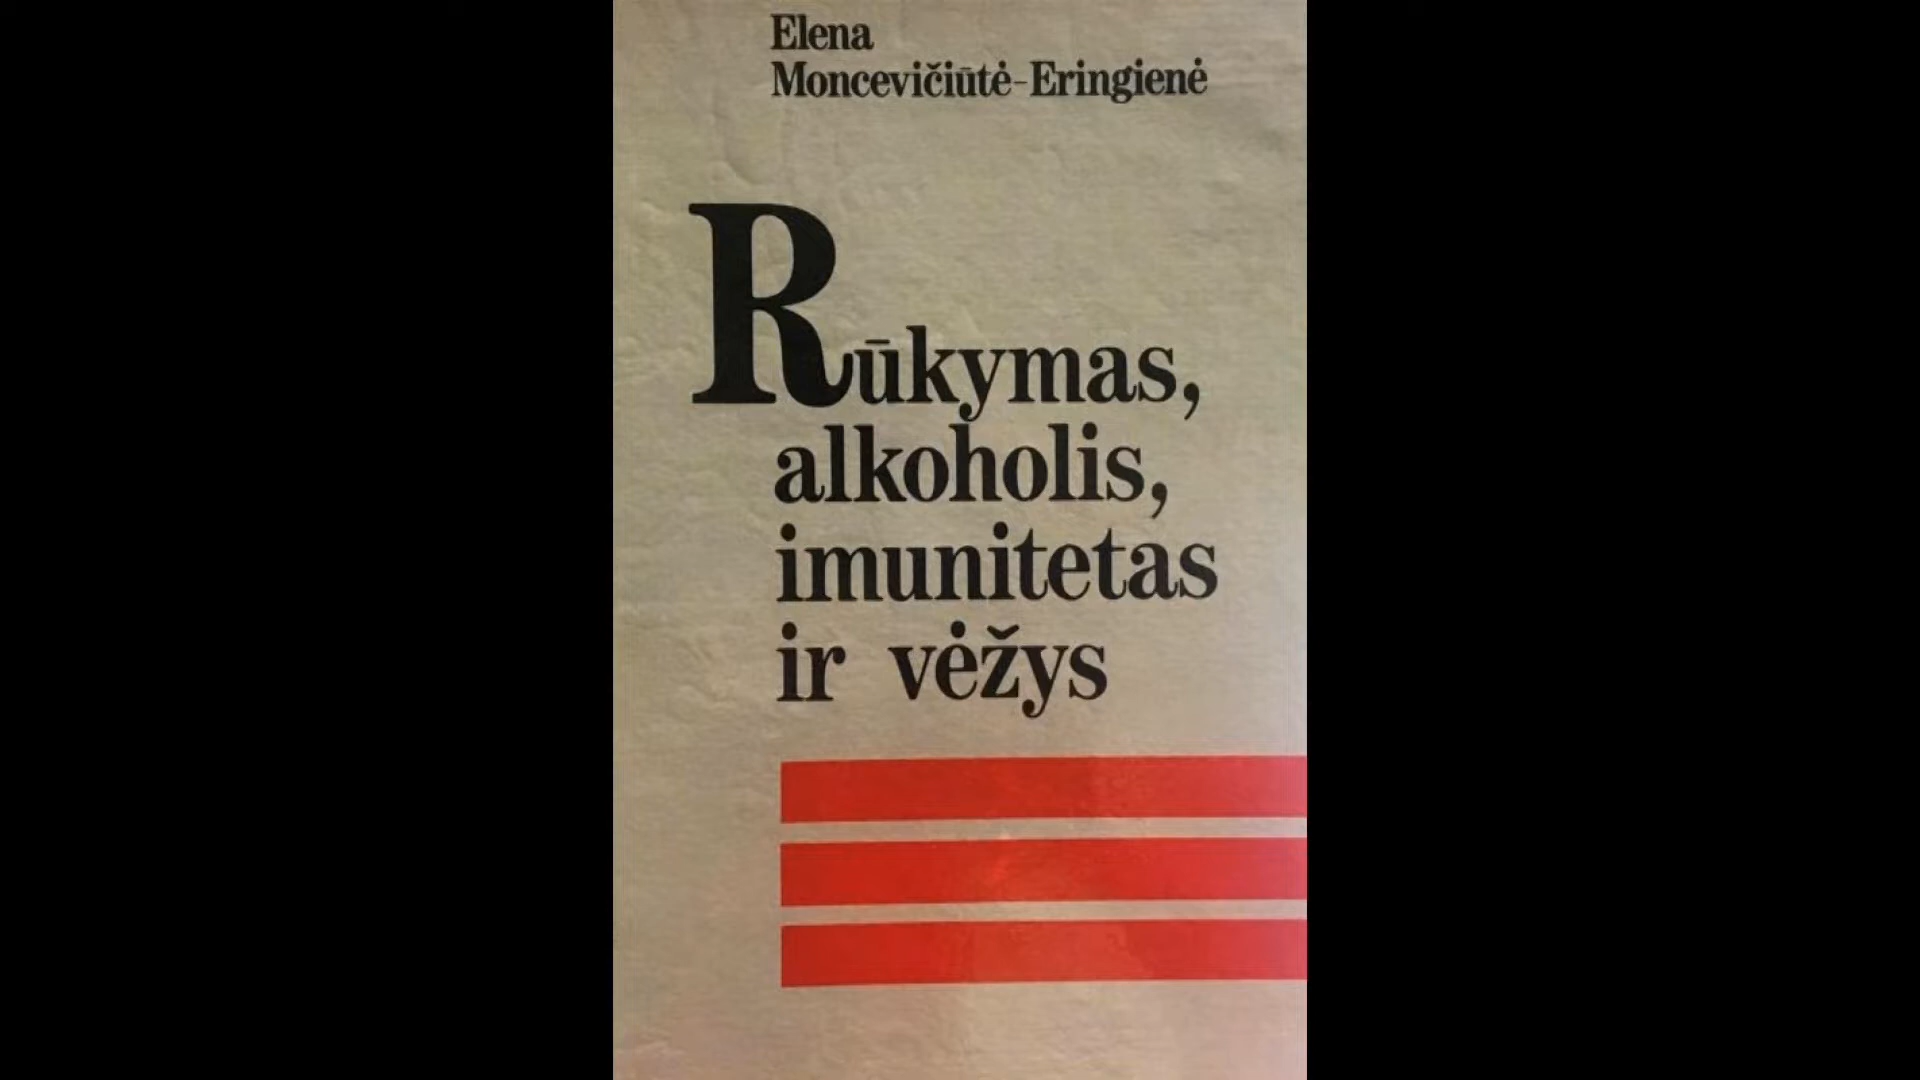 Elena
Moncevičiūtė-Eringienė
Rūkymas,
alkoholis,
imunitetas
ir vėžys